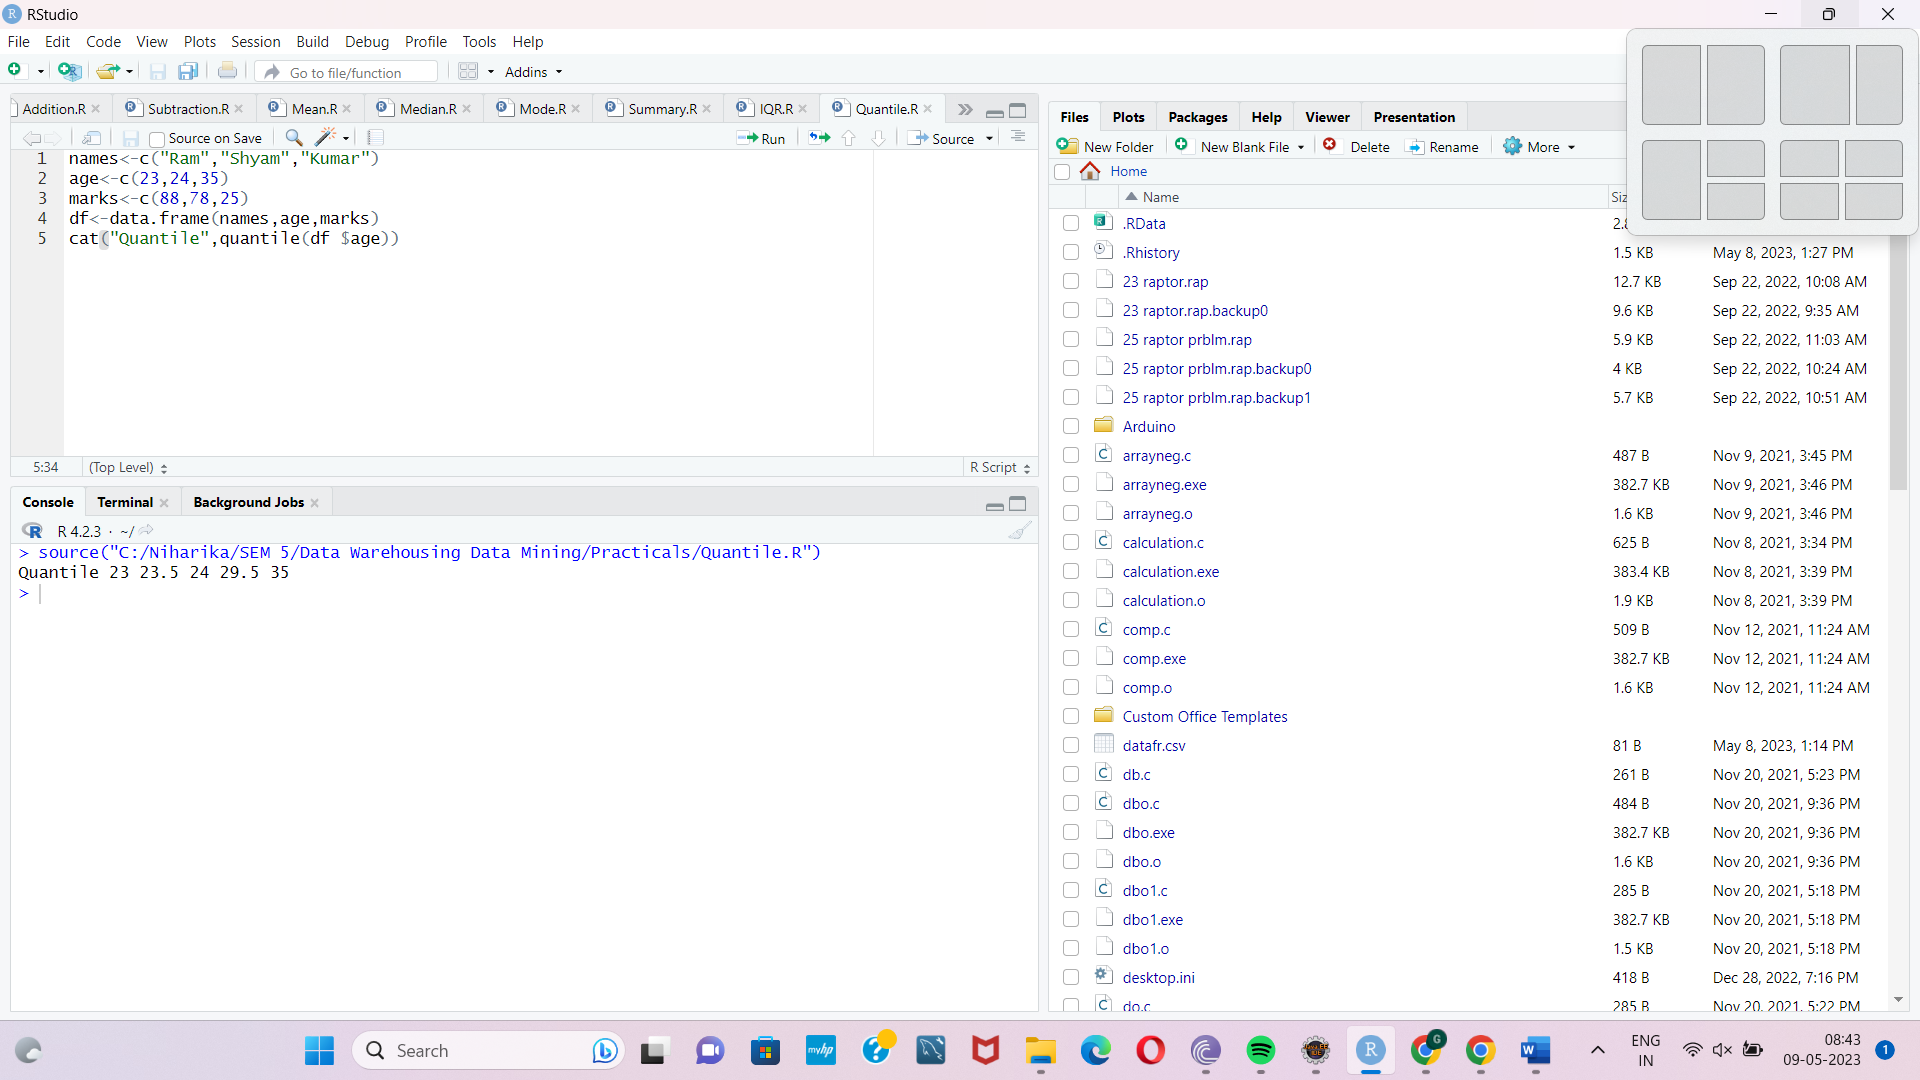 RStudio
File Edit Code View Plots Session Build Debug Profile Tools Help
Go to file/function Addins
Addition.R Subtraction.R Mean.R Median.R Mode.R Summary.R IQR.R Quantile.R
Source on Save Run Source
1 names<-c("Ram","Shyam","Kumar")
2 age<-c(23,24,35)
3 marks<-c(88,78,25)
4 df<-data.frame(names,age,marks)
5 cat("Quantile",quantile(df $age))
5:34 (Top Level) R Script
Console Terminal Background Jobs
R 4.2.3 · ~/
> source("C:/Niharika/SEM 5/Data Warehousing Data Mining/Practicals/Quantile.R")
Quantile 23 23.5 24 29.5 35
>
Files Plots Packages Help Viewer Presentation
New Folder New Blank File Delete Rename More
Home
Name
.RData
.Rhistory 1.5 KB May 8, 2023, 1:27 PM
23 raptor.rap 12.7 KB Sep 22, 2022, 10:08 AM
23 raptor.rap.backup0 9.6 KB Sep 22, 2022, 9:35 AM
25 raptor prblm.rap 5.9 KB Sep 22, 2022, 11:03 AM
25 raptor prblm.rap.backup0 4 KB Sep 22, 2022, 10:24 AM
25 raptor prblm.rap.backup1 5.7 KB Sep 22, 2022, 10:51 AM
Arduino
arrayneg.c 487 B Nov 9, 2021, 3:45 PM
arrayneg.exe 382.7 KB Nov 9, 2021, 3:46 PM
arrayneg.o 1.6 KB Nov 9, 2021, 3:46 PM
calculation.c 625 B Nov 8, 2021, 3:34 PM
calculation.exe 383.4 KB Nov 8, 2021, 3:39 PM
calculation.o 1.9 KB Nov 8, 2021, 3:39 PM
comp.c 509 B Nov 12, 2021, 11:24 AM
comp.exe 382.7 KB Nov 12, 2021, 11:24 AM
comp.o 1.6 KB Nov 12, 2021, 11:24 AM
Custom Office Templates
datafr.csv 81 B May 8, 2023, 1:14 PM
db.c 261 B Nov 20, 2021, 5:23 PM
dbo.c 484 B Nov 20, 2021, 9:36 PM
dbo.exe 382.7 KB Nov 20, 2021, 9:36 PM
dbo.o 1.6 KB Nov 20, 2021, 9:36 PM
dbo1.c 285 B Nov 20, 2021, 5:18 PM
dbo1.exe 382.7 KB Nov 20, 2021, 5:18 PM
dbo1.o 1.5 KB Nov 20, 2021, 5:18 PM
desktop.ini 418 B Dec 28, 2022, 7:16 PM
do.c 285 B Nov 20, 2021, 5:22 PM
Search myhp ENG IN 08:43 09-05-2023 1